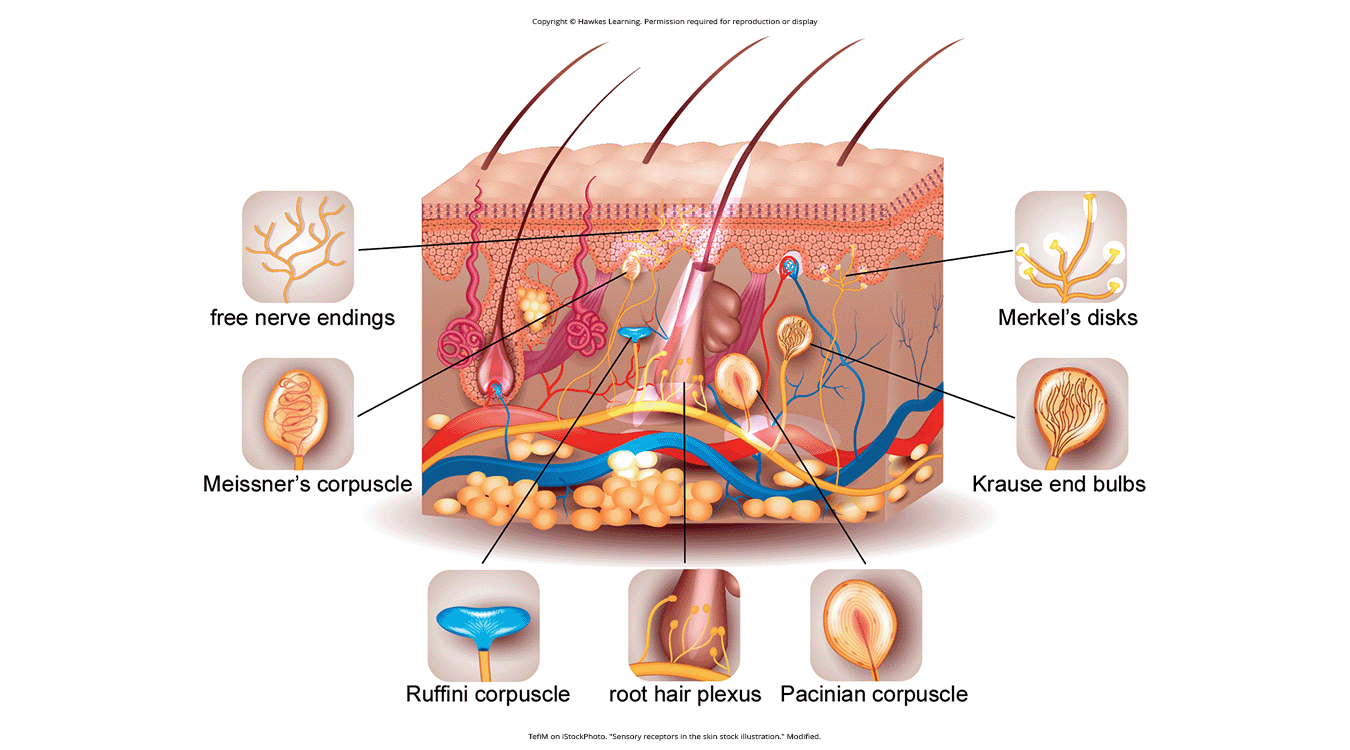 Copyright © Hawkes Learning. Permission required for reproduction or display
free nerve endings
Merkel’s disks
Meissner’s corpuscle
Krause end bulbs
Ruffini corpuscle
root hair plexus
Pacinian corpuscle
TefiM on iStockPhoto. "Sensory receptors in the skin stock illustration." Modified.